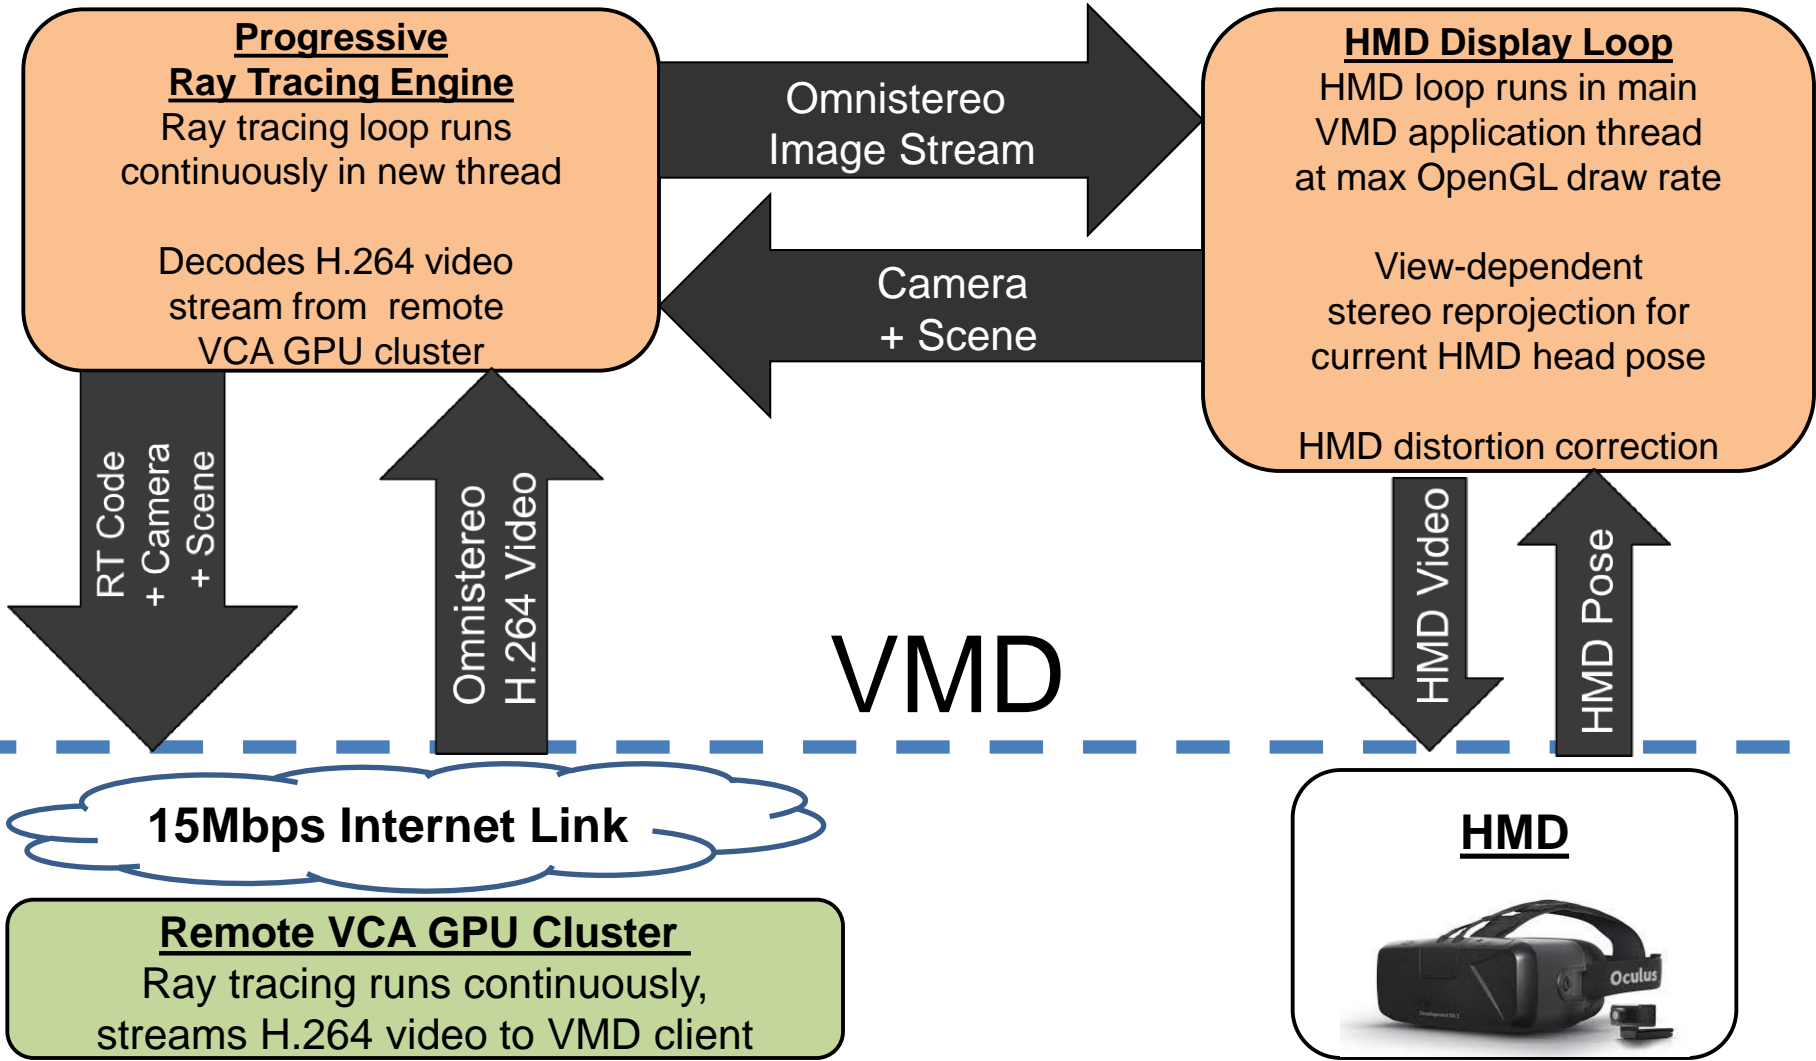 Progressive
Ray Tracing Engine
Ray tracing loop runs
continuously in new thread
Decodes H.264 video
stream from remote
VCA GPU cluster
Omnistereo
Image Stream
Camera
+ Scene
HMD Display Loop
HMD loop runs in main
VMD application thread
at max OpenGL draw rate
View-dependent
stereo reprojection for
current HMD head pose
HMD distortion correction
RT Code
+ Camera
+ Scene
Omnistereo
H.264 Video
VMD
HMD Video
HMD Pose
15Mbps Internet Link
Remote VCA GPU Cluster
Ray tracing runs continuously,
streams H.264 video to VMD client
HMD
Oculus
Development Kit 2